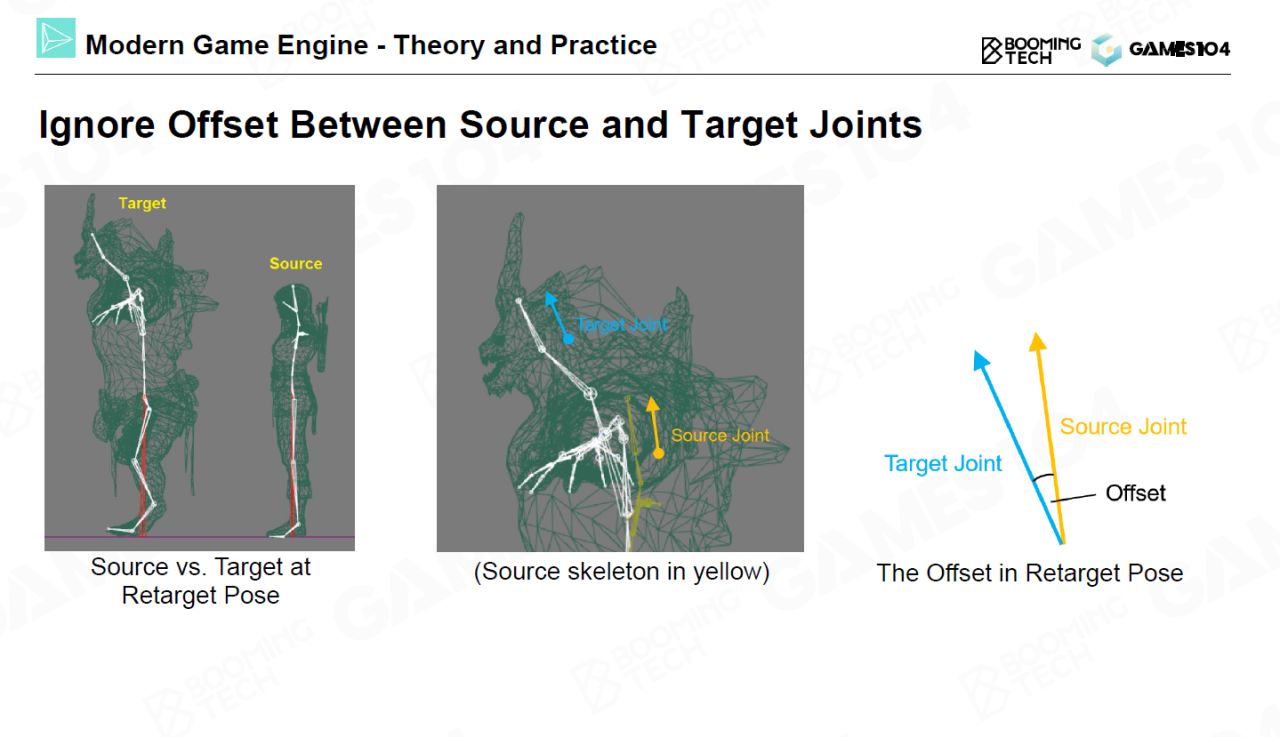 Modern Game Engine - Theory and Practice
BOOMING
TECH
GAMES104
Ignore Offset Between Source and Target Joints
Target
Source
Target Joint
Source Joint
Target Joint
Source Joint
Offset
Source vs. Target at
Retarget Pose
(Source skeleton in yellow)
The Offset in Retarget Pose